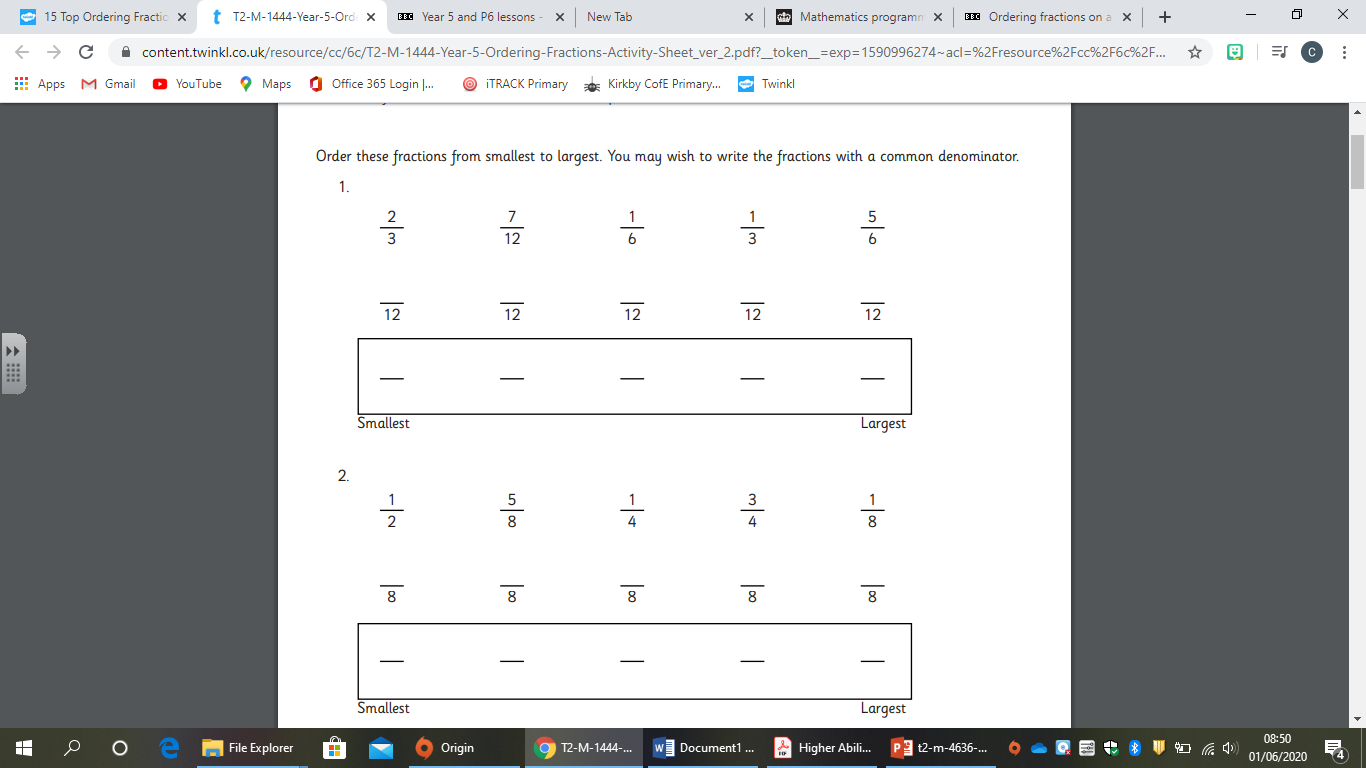 15 Top Ordering Fractic
T2-M-1444-Year-5-Ord
BBC Year 5 and P6 lessons -
New Tab
Mathematics programm
BBC Ordering fractions on a
content.twinkl.co.uk/resource/cc/6c/T2-M-1444-Year-5-Ordering-Fractions-Activity-Sheet_ver_2.pdf?__token__=exp=1590996274~acl=%2Fresource%2Fcc%2F6c%2F...
C
Apps
Gmail
YouTube
Maps
Office 365 Login |...
iTRACK Primary
Kirkby CofE Primary...
Twinkl
Order these fractions from smallest to largest. You may wish to write the fractions with a common denominator.
1.
2 7 1 1 5
3 12 6 3 6
12 12 12 12 12
Smallest Largest
2.
1 5 1 3 1
2 8 4 4 8
8 8 8 8 8
Smallest Largest
File Explorer
Origin
T2-M-1444-...
Document1 ...
Higher Abili...
t2-m-4636-...
08:50
01/06/2020
4